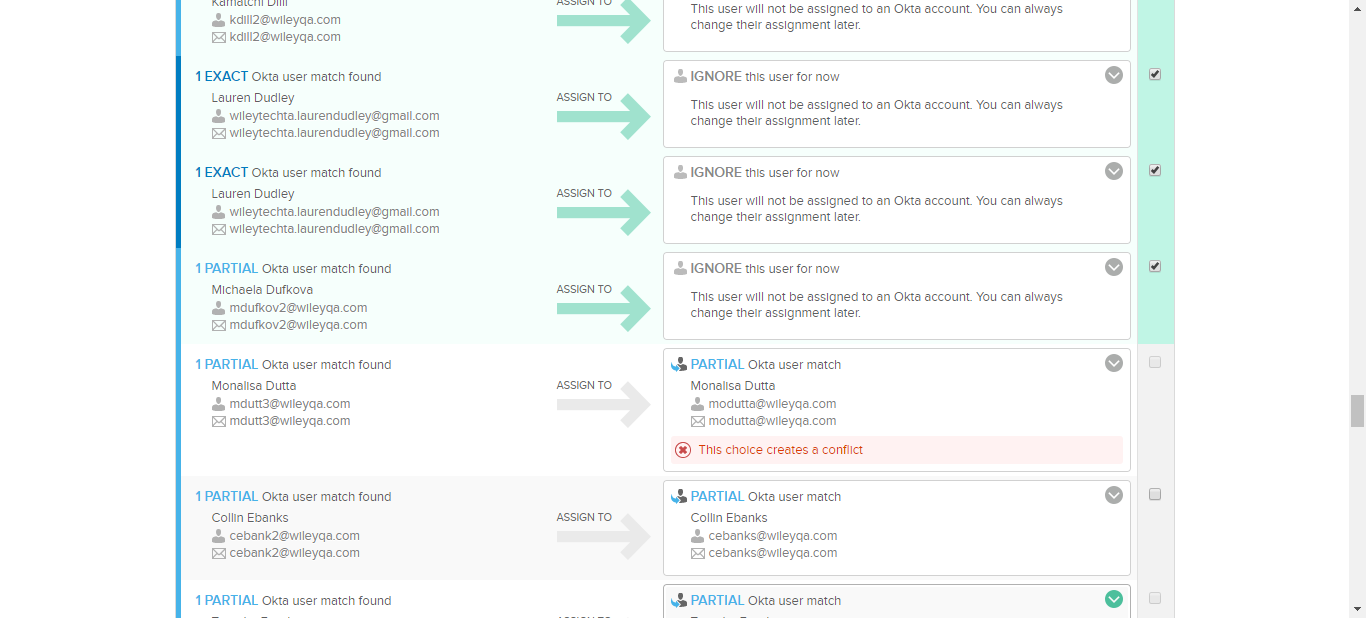 Kamatchi Dilli
kdill2@wileyqa.com
kdill2@wileyqa.com
ASSIGN TO
This user will not be assigned to an Okta account. You can always
change their assignment later.
1 EXACT Okta user match found
Lauren Dudley
wileytechta.laurendudley@gmail.com
wileytechta.laurendudley@gmail.com
ASSIGN TO
IGNORE this user for now
This user will not be assigned to an Okta account. You can always
change their assignment later.
1 EXACT Okta user match found
Lauren Dudley
wileytechta.laurendudley@gmail.com
wileytechta.laurendudley@gmail.com
ASSIGN TO
IGNORE this user for now
This user will not be assigned to an Okta account. You can always
change their assignment later.
1 PARTIAL Okta user match found
Michaela Dufkova
mdufkov2@wileyqa.com
mdufkov2@wileyqa.com
ASSIGN TO
IGNORE this user for now
This user will not be assigned to an Okta account. You can always
change their assignment later.
1 PARTIAL Okta user match found
Monalisa Dutta
mdutt3@wileyqa.com
mdutt3@wileyqa.com
ASSIGN TO
PARTIAL Okta user match
Monalisa Dutta
modutta@wileyqa.com
modutta@wileyqa.com
This choice creates a conflict
1 PARTIAL Okta user match found
Collin Ebanks
cebank2@wileyqa.com
cebank2@wileyqa.com
ASSIGN TO
PARTIAL Okta user match
Collin Ebanks
cebanks@wileyqa.com
cebanks@wileyqa.com
1 PARTIAL Okta user match found
PARTIAL Okta user match